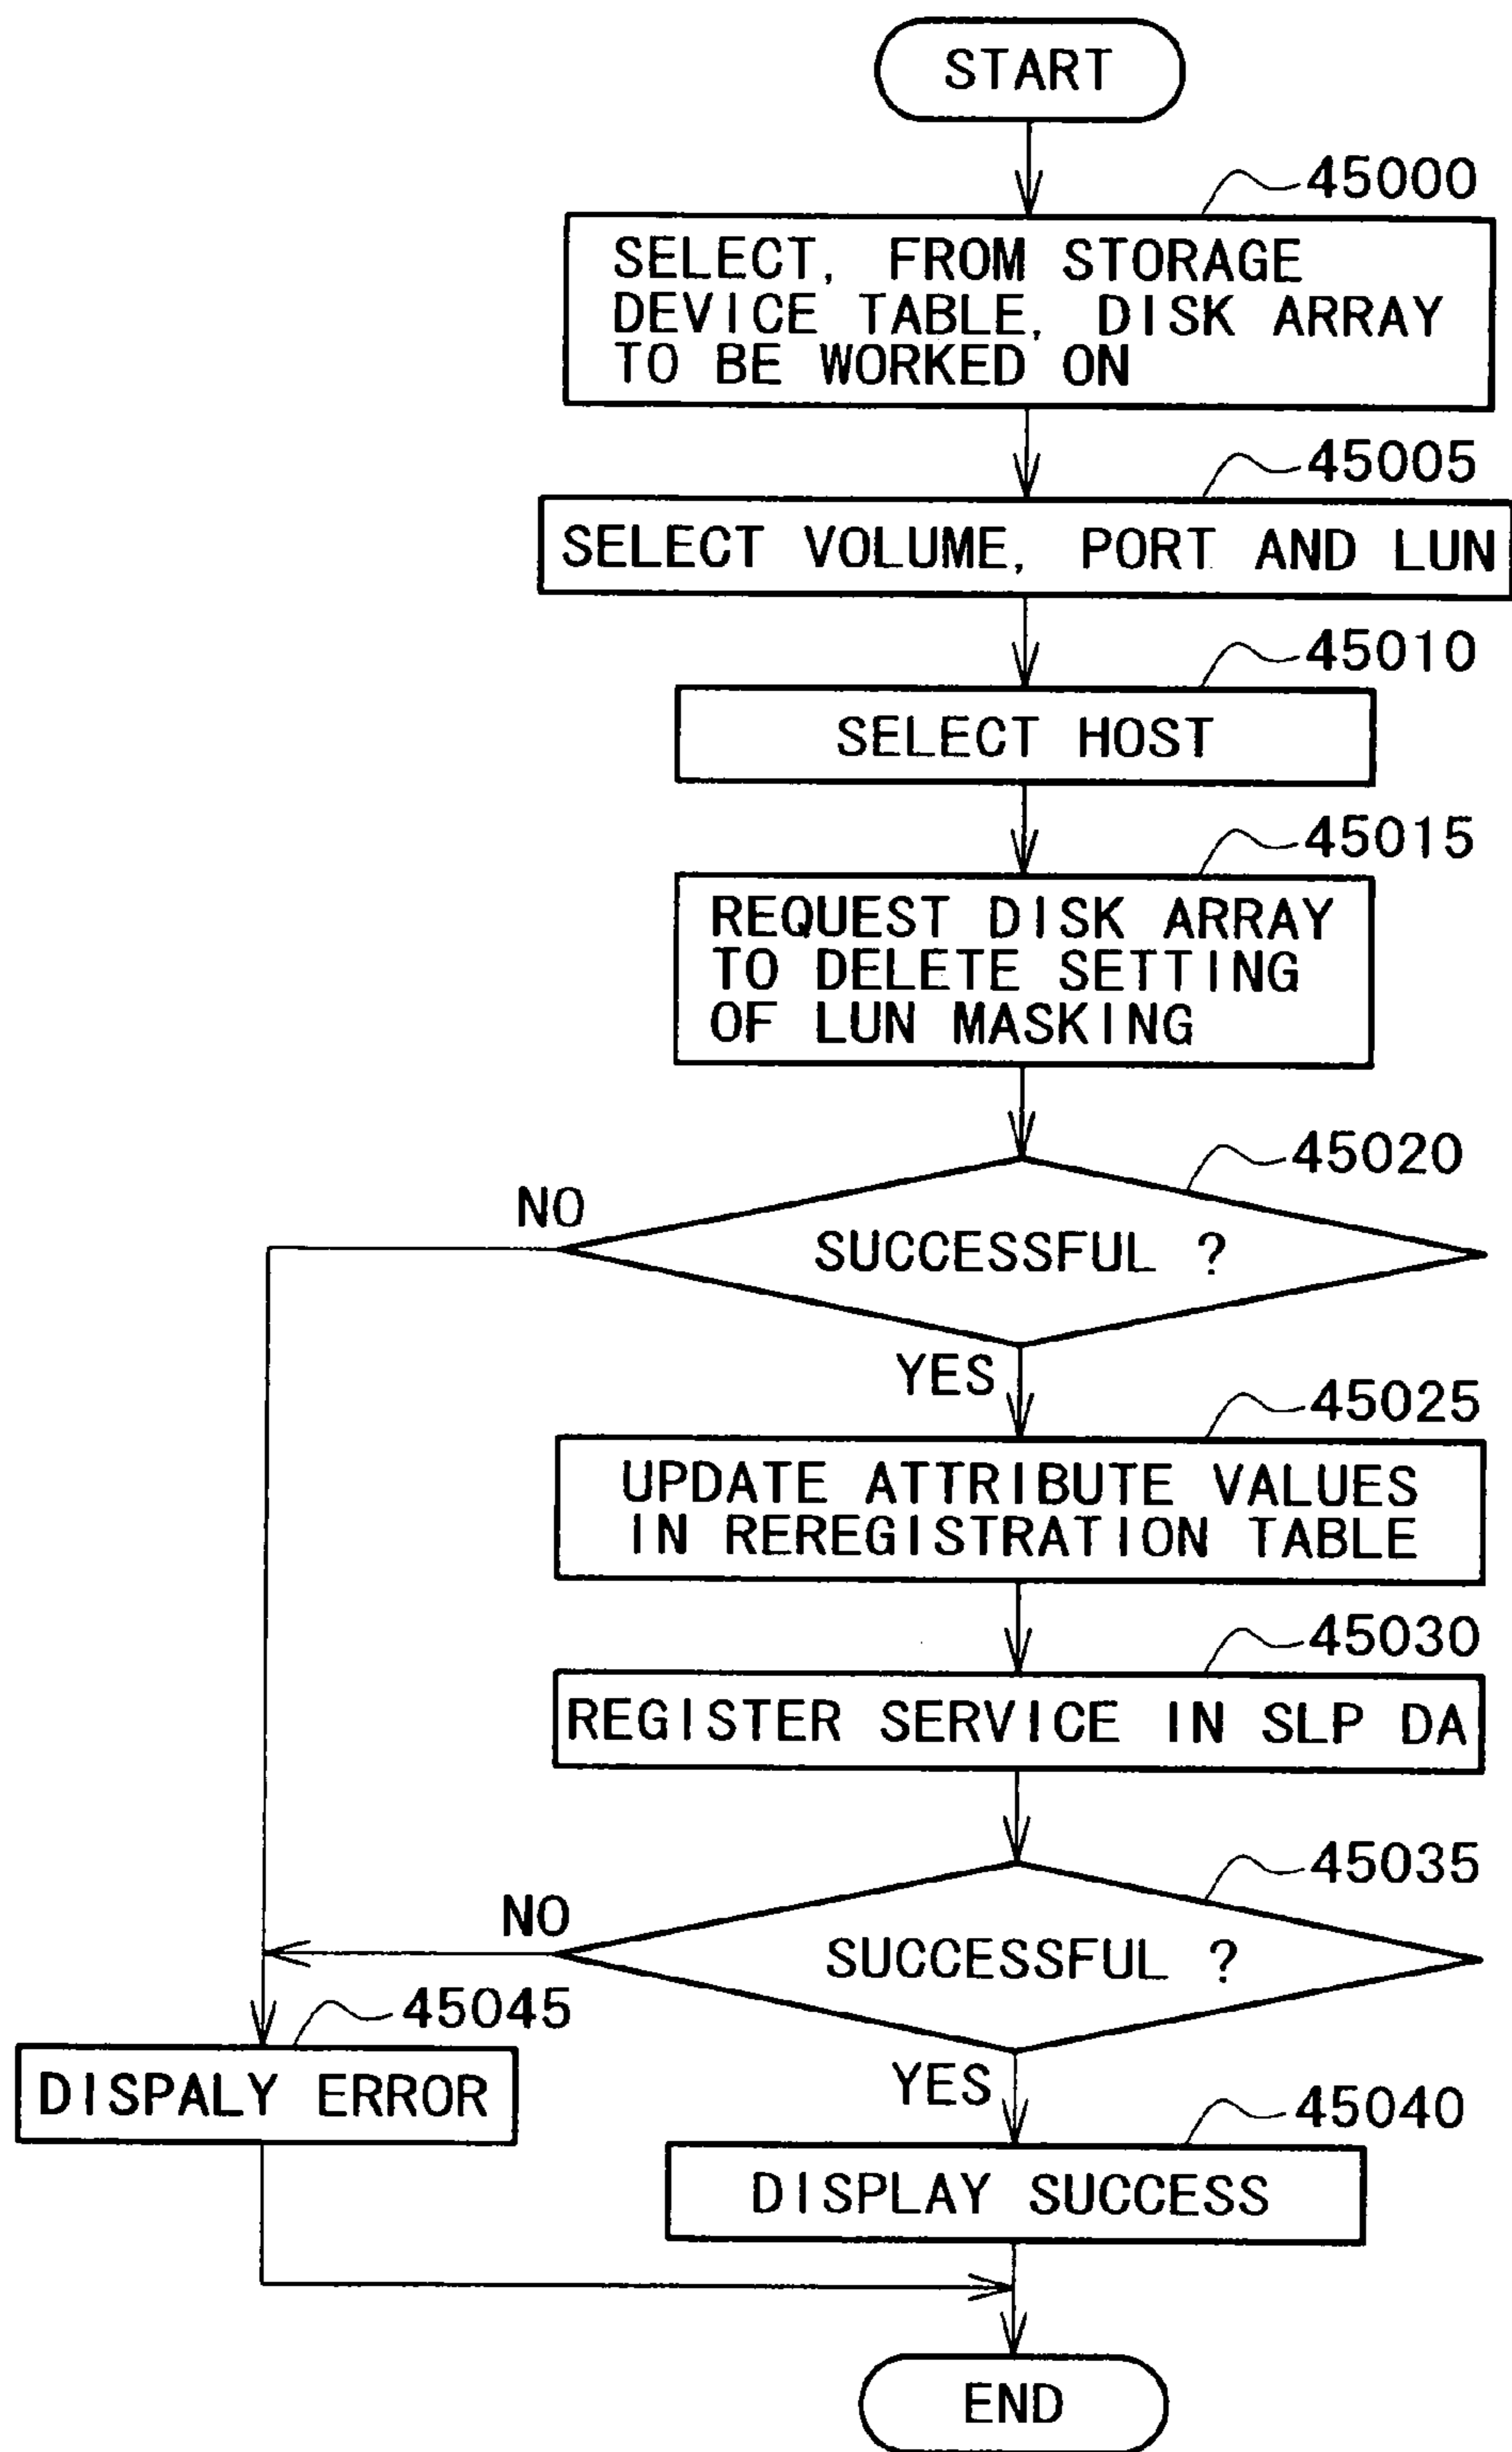 START
45000
SELECT, FROM STORAGE
DEVICE TABLE, DISK ARRAY
TO BE WORKED ON
45005
SELECT VOLUME, PORT AND LUN
45010
SELECT HOST
45015
REQUEST DISK ARRAY
TO DELETE SETTING
OF LUN MASKING
45020
NO
SUCCESSFUL ?
YES
45025
UPDATE ATTRIBUTE VALUES
IN REREGISTRATION TABLE
45030
REGISTER SERVICE IN SLP DA
45035
NO
SUCCESSFUL ?
45045
DISPALY ERROR
YES
45040
DISPLAY SUCCESS
END